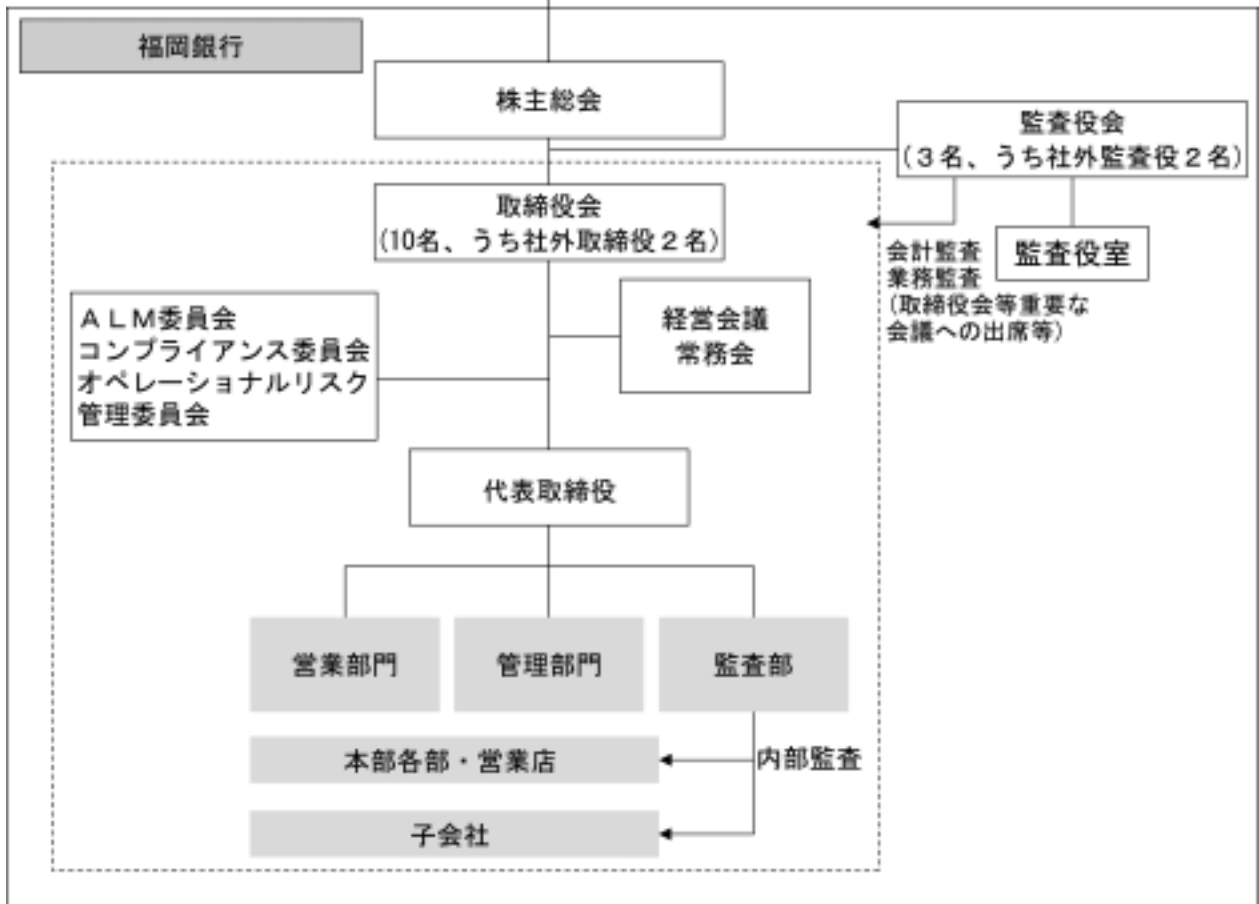 福岡銀行
株主総会
監査役会
(３名、うち社外監査役２名)
取締役会
(10名、うち社外取締役２名)
会計監査
業務監査
(取締役会等重要な
会議への出席等)
監査役室
ＡＬＭ委員会
コンプライアンス委員会
オペレーショナルリスク
管理委員会
経営会議
常務会
代表取締役
営業部門
管理部門
監査部
本部各部・営業店
内部監査
子会社